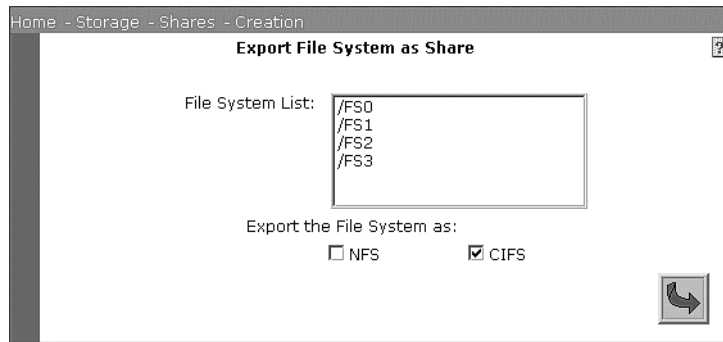 Home - Storage - Shares - Creation
Export File System as Share
File System List:
/FS0
/FS1
/FS2
/FS3
Export the File System as:
NFS CIFS